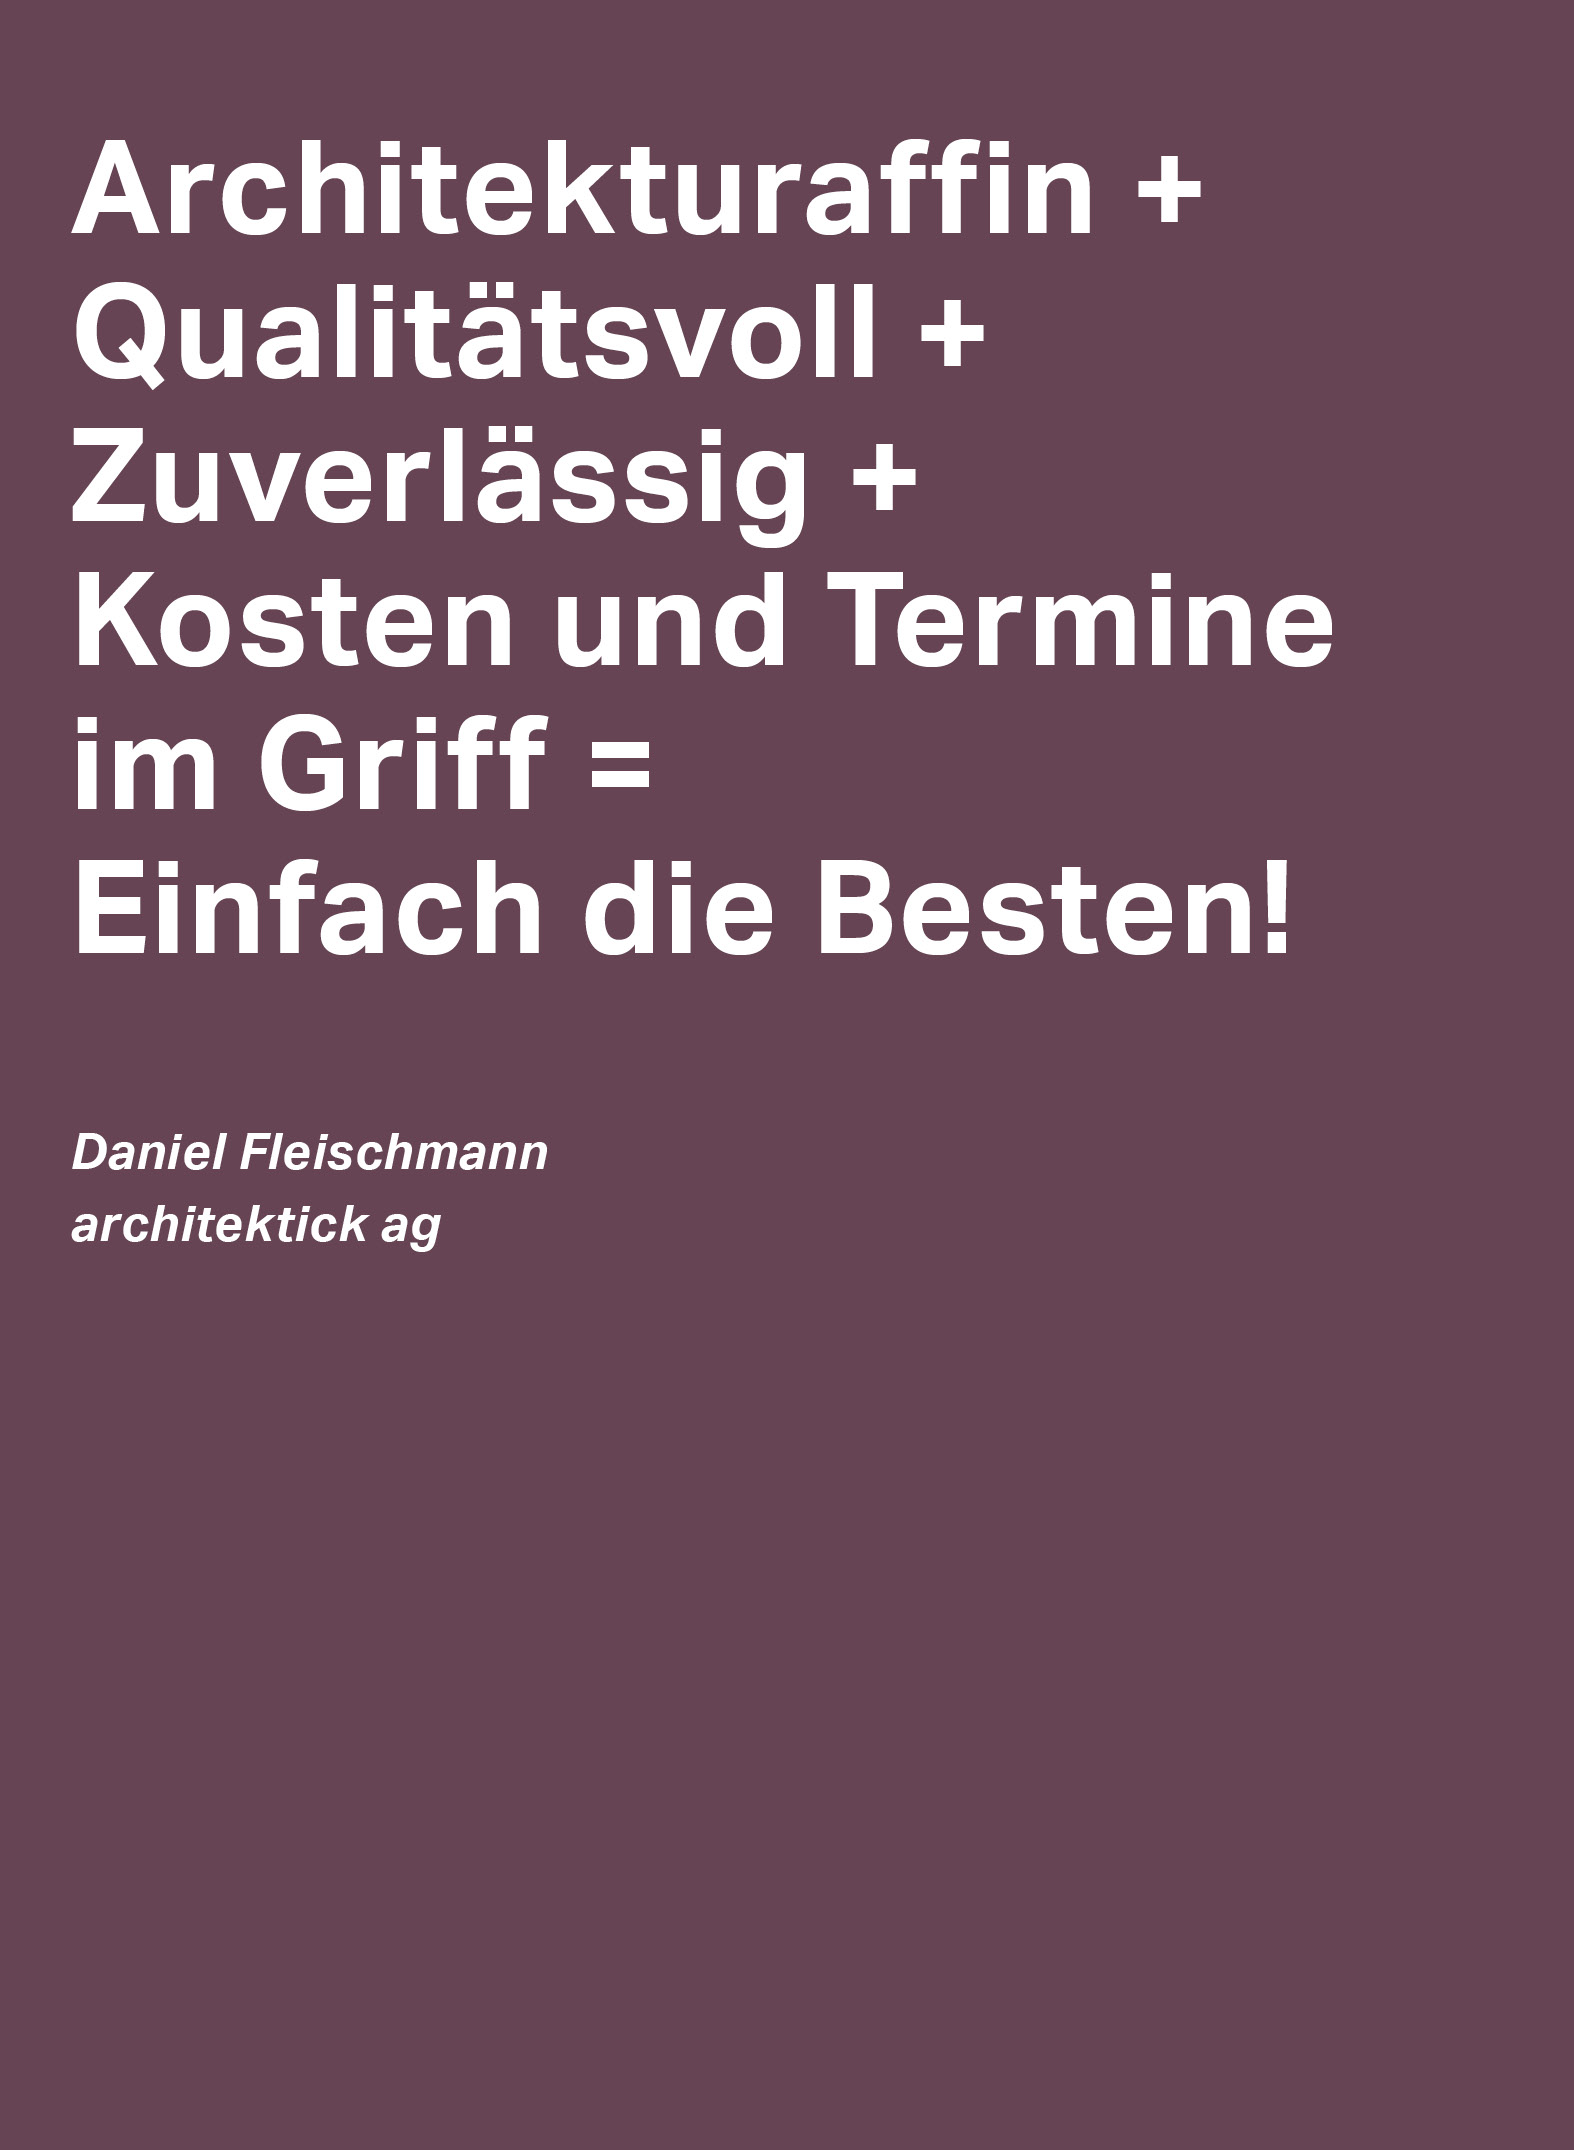 Architekturaffin +
Qualitätsvoll +
Zuverlässig +
Kosten und Termine
im Griff =
Einfach die Besten!
Daniel Fleischmann
architektick ag